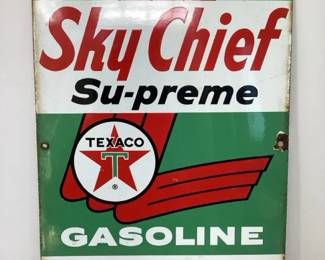 Sky Chief
Su-preme
TEXACO
T
®
GASOLINE